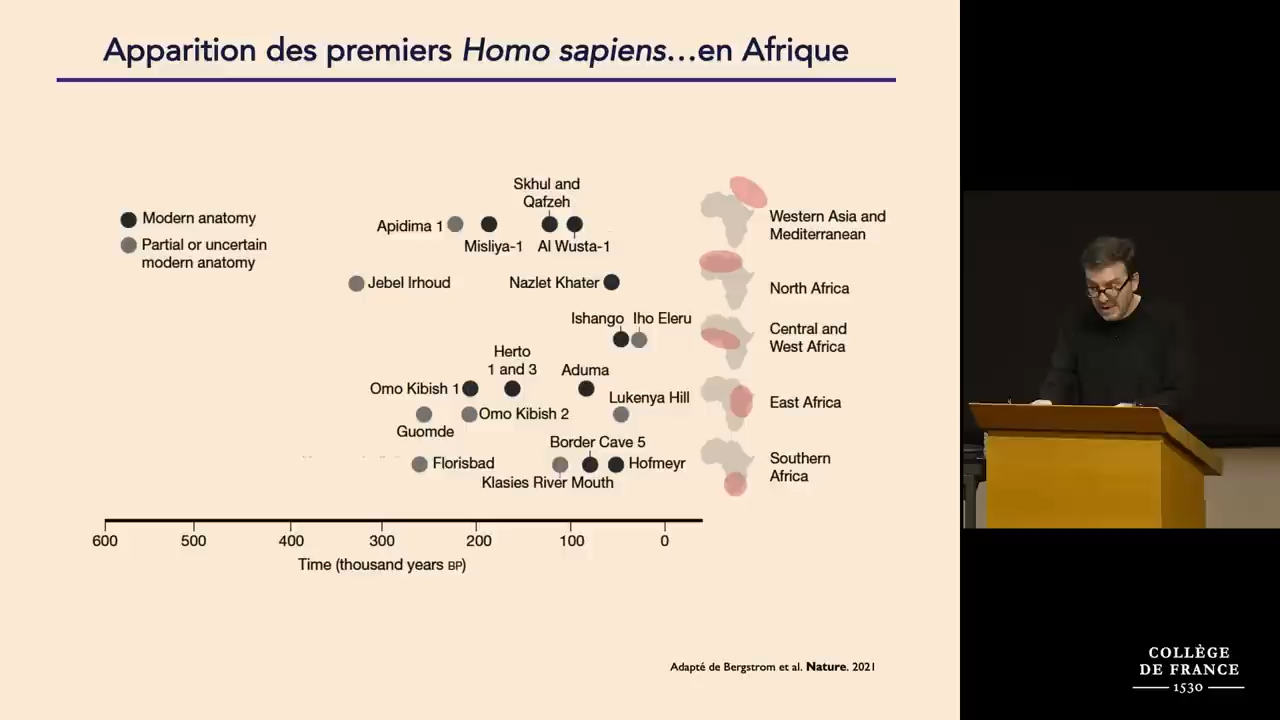 Apparition des premiers Homo sapiens...en Afrique
Modern anatomy
Partial or uncertain
modern anatomy
Skhul and
Qafzeh
Apidima 1
Misliya-1
Al Wusta-1
Western Asia and
Mediterranean
Jebel Irhoud
Nazlet Khater
North Africa
Ishango
Iho Eleru
Central and
West Africa
Herto
1 and 3
Aduma
Omo Kibish 1
Lukenya Hill
Omo Kibish 2
Guomde
East Africa
Border Cave 5
Florisbad
Hofmeyr
Klasies River Mouth
Southern
Africa
600 500 400 300 200 100 0
Time (thousand years BP)
Adapté de Bergstrom et al. Nature. 2021
COLLÈGE
DE FRANCE
1530